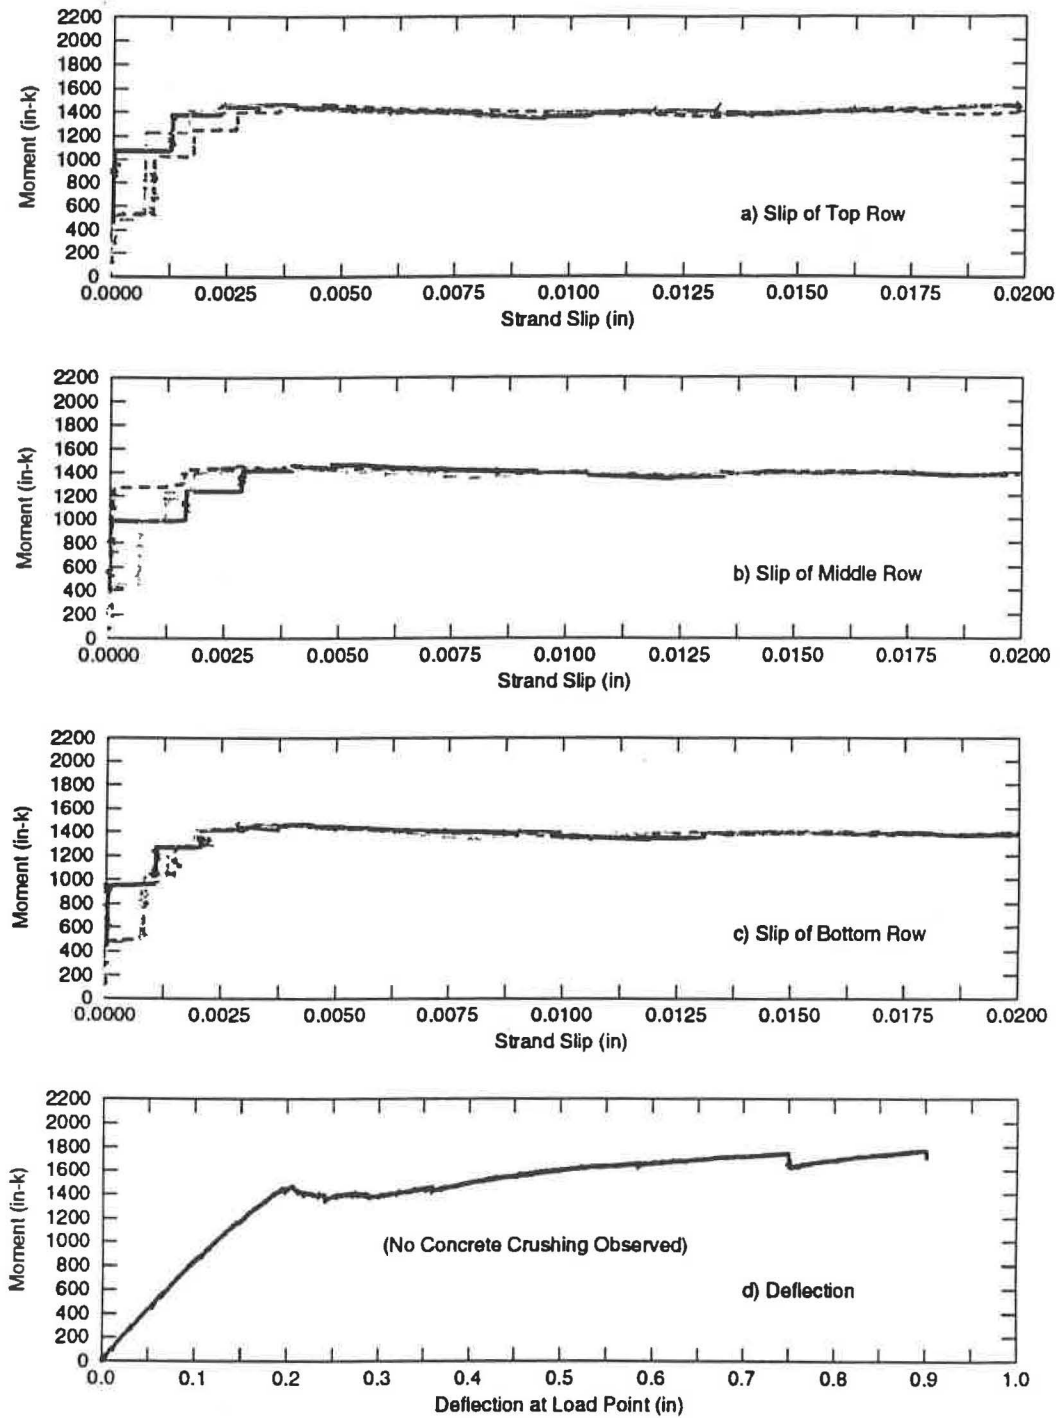 2200
2000
1800
1600
1400
1200
1000
800
600
400
200
0
Moment (in-k)
a) Slip of Top Row
0.0000 0.0025 0.0050 0.0075 0.0100 0.0125 0.0150 0.0175 0.0200
Strand Slip (in)
2200
2000
1800
1600
1400
1200
1000
800
600
400
200
0
Moment (in-k)
b) Slip of Middle Row
0.0000 0.0025 0.0050 0.0075 0.0100 0.0125 0.0150 0.0175 0.0200
Strand Slip (in)
2200
2000
1800
1600
1400
1200
1000
800
600
400
200
0
Moment (in-k)
c) Slip of Bottom Row
0.0000 0.0025 0.0050 0.0075 0.0100 0.0125 0.0150 0.0175 0.0200
Strand Slip (in)
2200
2000
1800
1600
1400
1200
1000
800
600
400
200
0
Moment (in-k)
(No Concrete Crushing Observed)
d) Deflection
0.0 0.1 0.2 0.3 0.4 0.5 0.6 0.7 0.8 0.9 1.0
Deflection at Load Point (in)